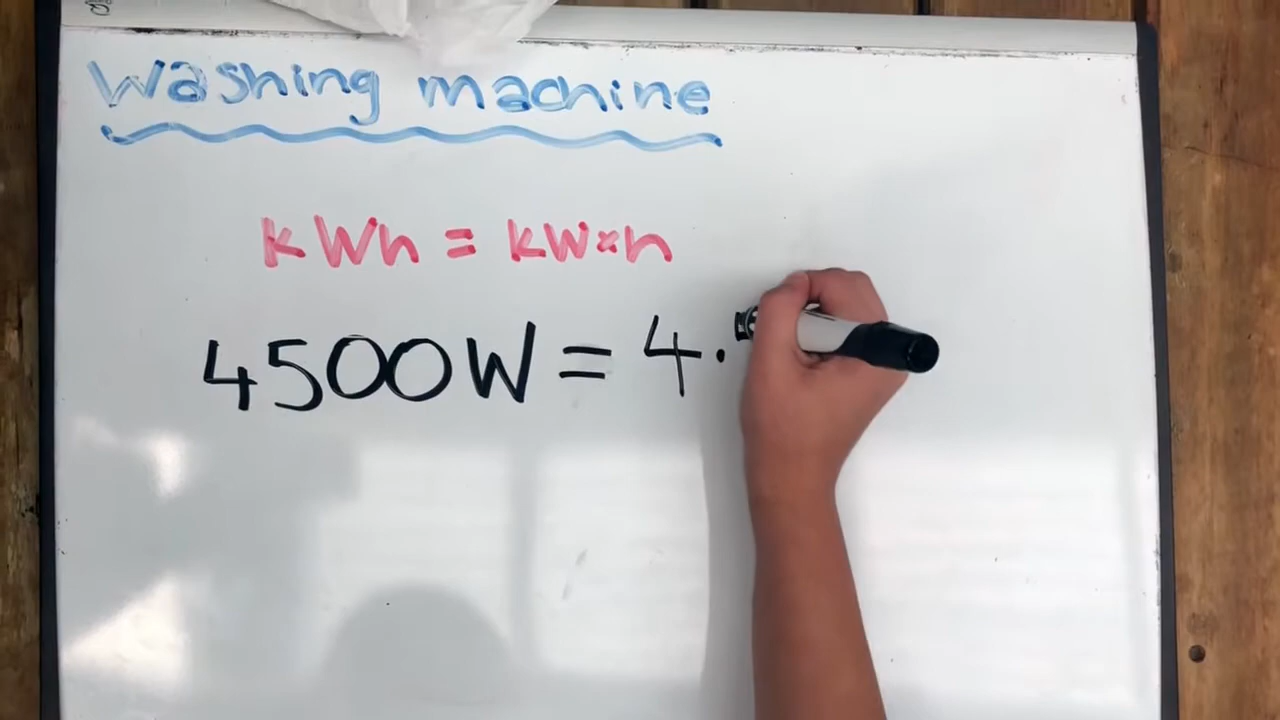 Washing machine
kWh = kW×h
4500W = 4.